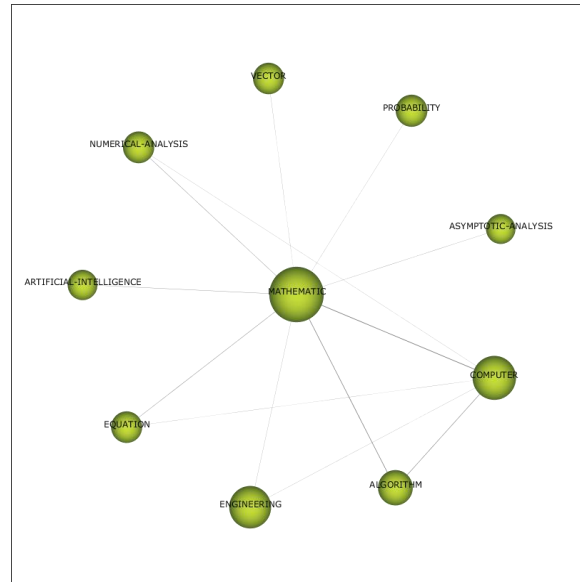 VECTOR
PROBABILITY
NUMERICAL-ANALYSIS
ASYMPTOTIC-ANALYSIS
ARTIFICIAL-INTELLIGENCE
MATHEMATIC
COMPUTER
EQUATION
ALGORITHM
ENGINEERING